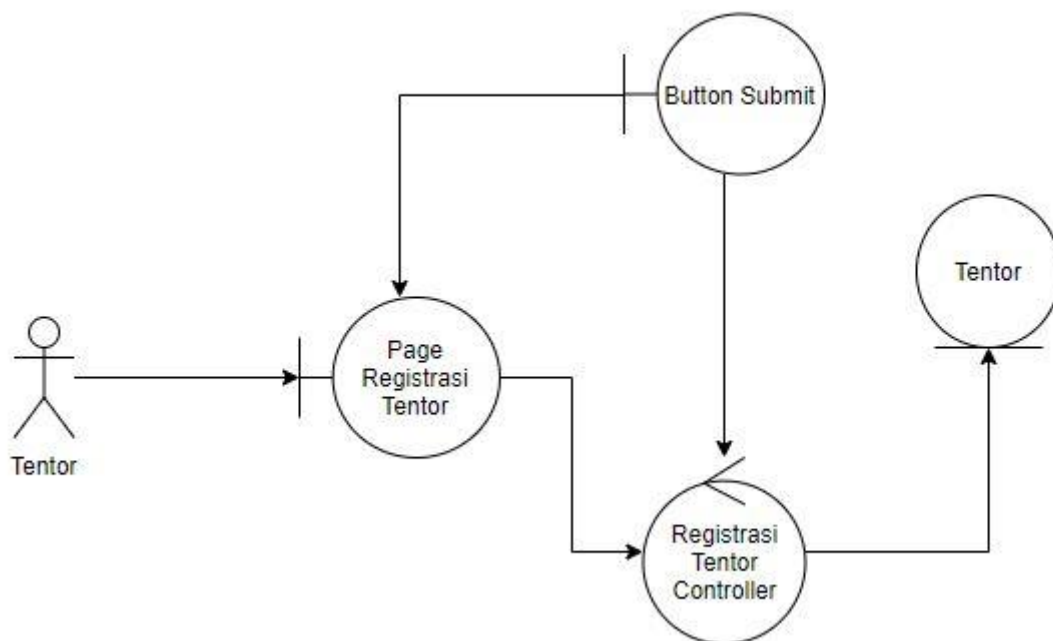 Button Submit
Tentor
Page
Registrasi
Tentor
Tentor
Registrasi
Tentor
Controller